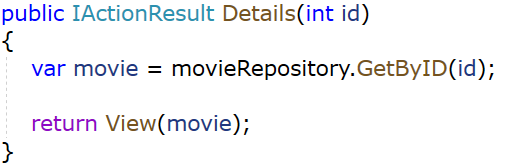 public IActionResult Details(int id)
{
var movie = movieRepository.GetByID(id);
return View(movie);
}